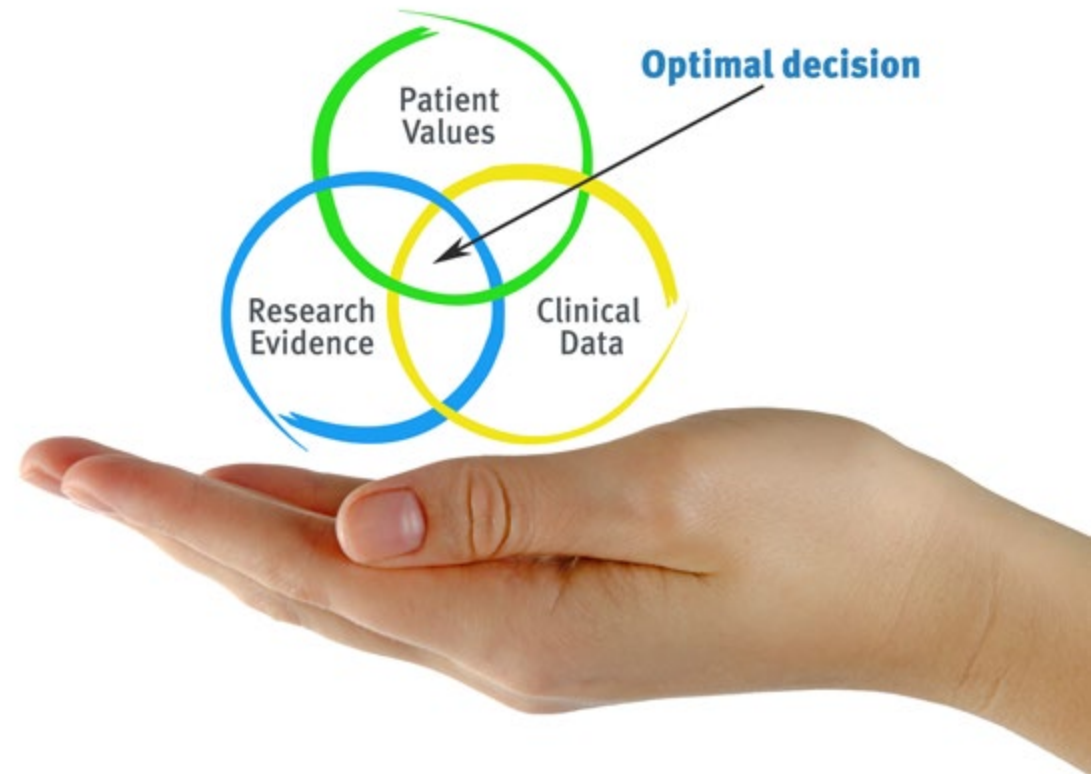 Optimal decision
Patient
Values
Research
Evidence
Clinical
Data